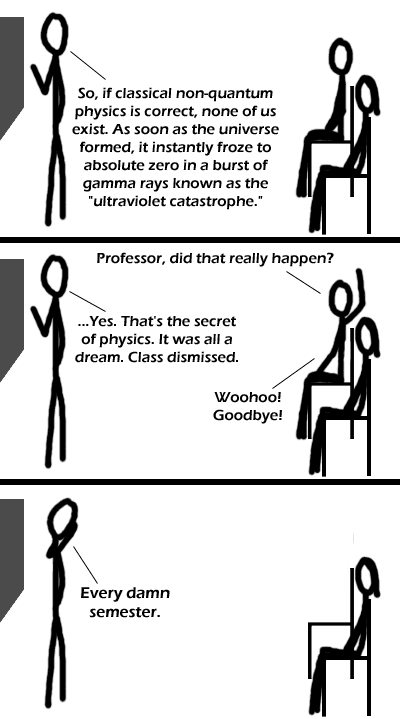 So, if classical non-quantum
physics is correct, none of us
exist. As soon as the universe
formed, it instantly froze to
absolute zero in a burst of
gamma rays known as the
"ultraviolet catastrophe."
Professor, did that really happen?
...Yes. That's the secret
of physics. It was all a
dream. Class dismissed.
Woohoo!
Goodbye!
Every damn
semester.